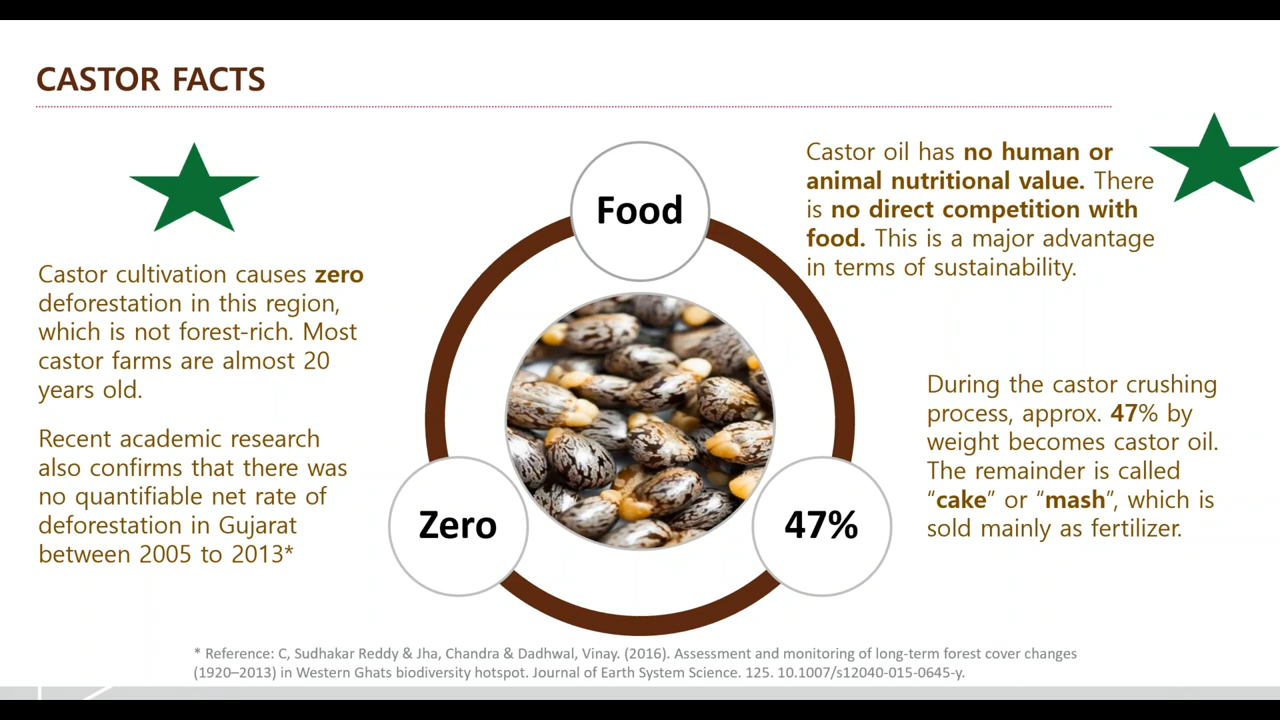 CASTOR FACTS
Castor oil has no human or
animal nutritional value. There
is no direct competition with
food. This is a major advantage
in terms of sustainability.
Food
Castor cultivation causes zero
deforestation in this region,
which is not forest-rich. Most
castor farms are almost 20
years old.
Recent academic research
also confirms that there was
no quantifiable net rate of
deforestation in Gujarat
between 2005 to 2013*
During the castor crushing
process, approx. 47% by
weight becomes castor oil.
The remainder is called
“cake” or “mash”, which is
sold mainly as fertilizer.
Zero
47%
* Reference: C, Sudhakar Reddy & Jha, Chandra & Dadhwal, Vinay. (2016). Assessment and monitoring of long-term forest cover changes
(1920–2013) in Western Ghats biodiversity hotspot. Journal of Earth System Science. 125. 10.1007/s12040-015-0645-y.